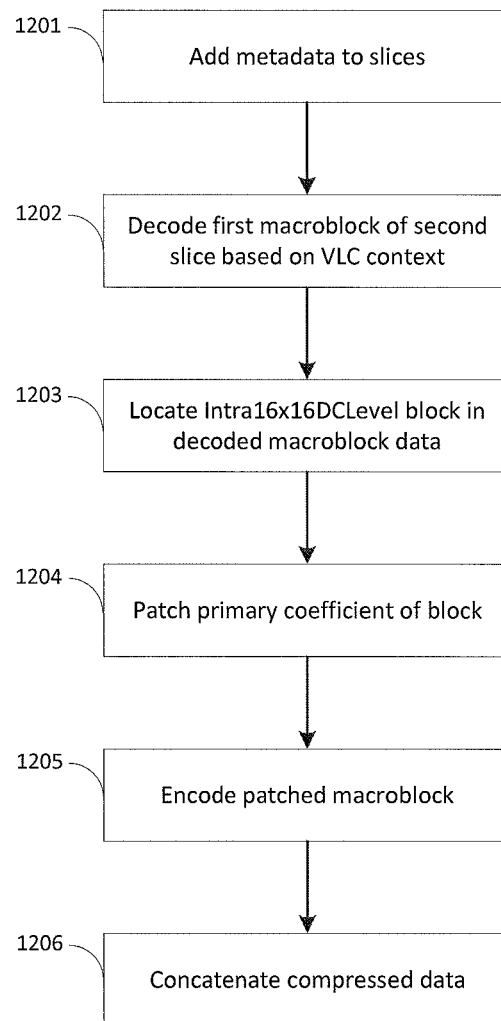 1201
Add metadata to slices
1202
Decode first macroblock of second
slice based on VLC context
1203
Locate Intra16x16DCLevel block in
decoded macroblock data
1204
Patch primary coefficient of block
1205
Encode patched macroblock
1206
Concatenate compressed data